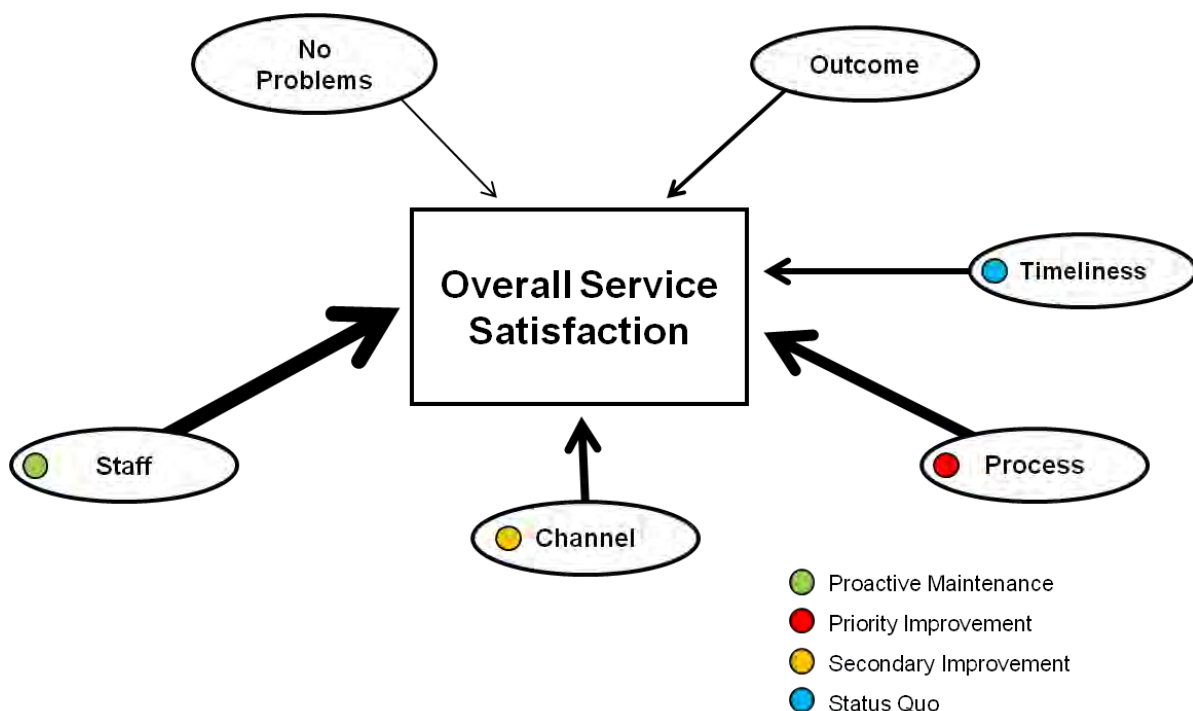 No
Problems
Outcome
Overall Service
Satisfaction
Timeliness
Staff
Process
Channel
Proactive Maintenance
Priority Improvement
Secondary Improvement
Status Quo